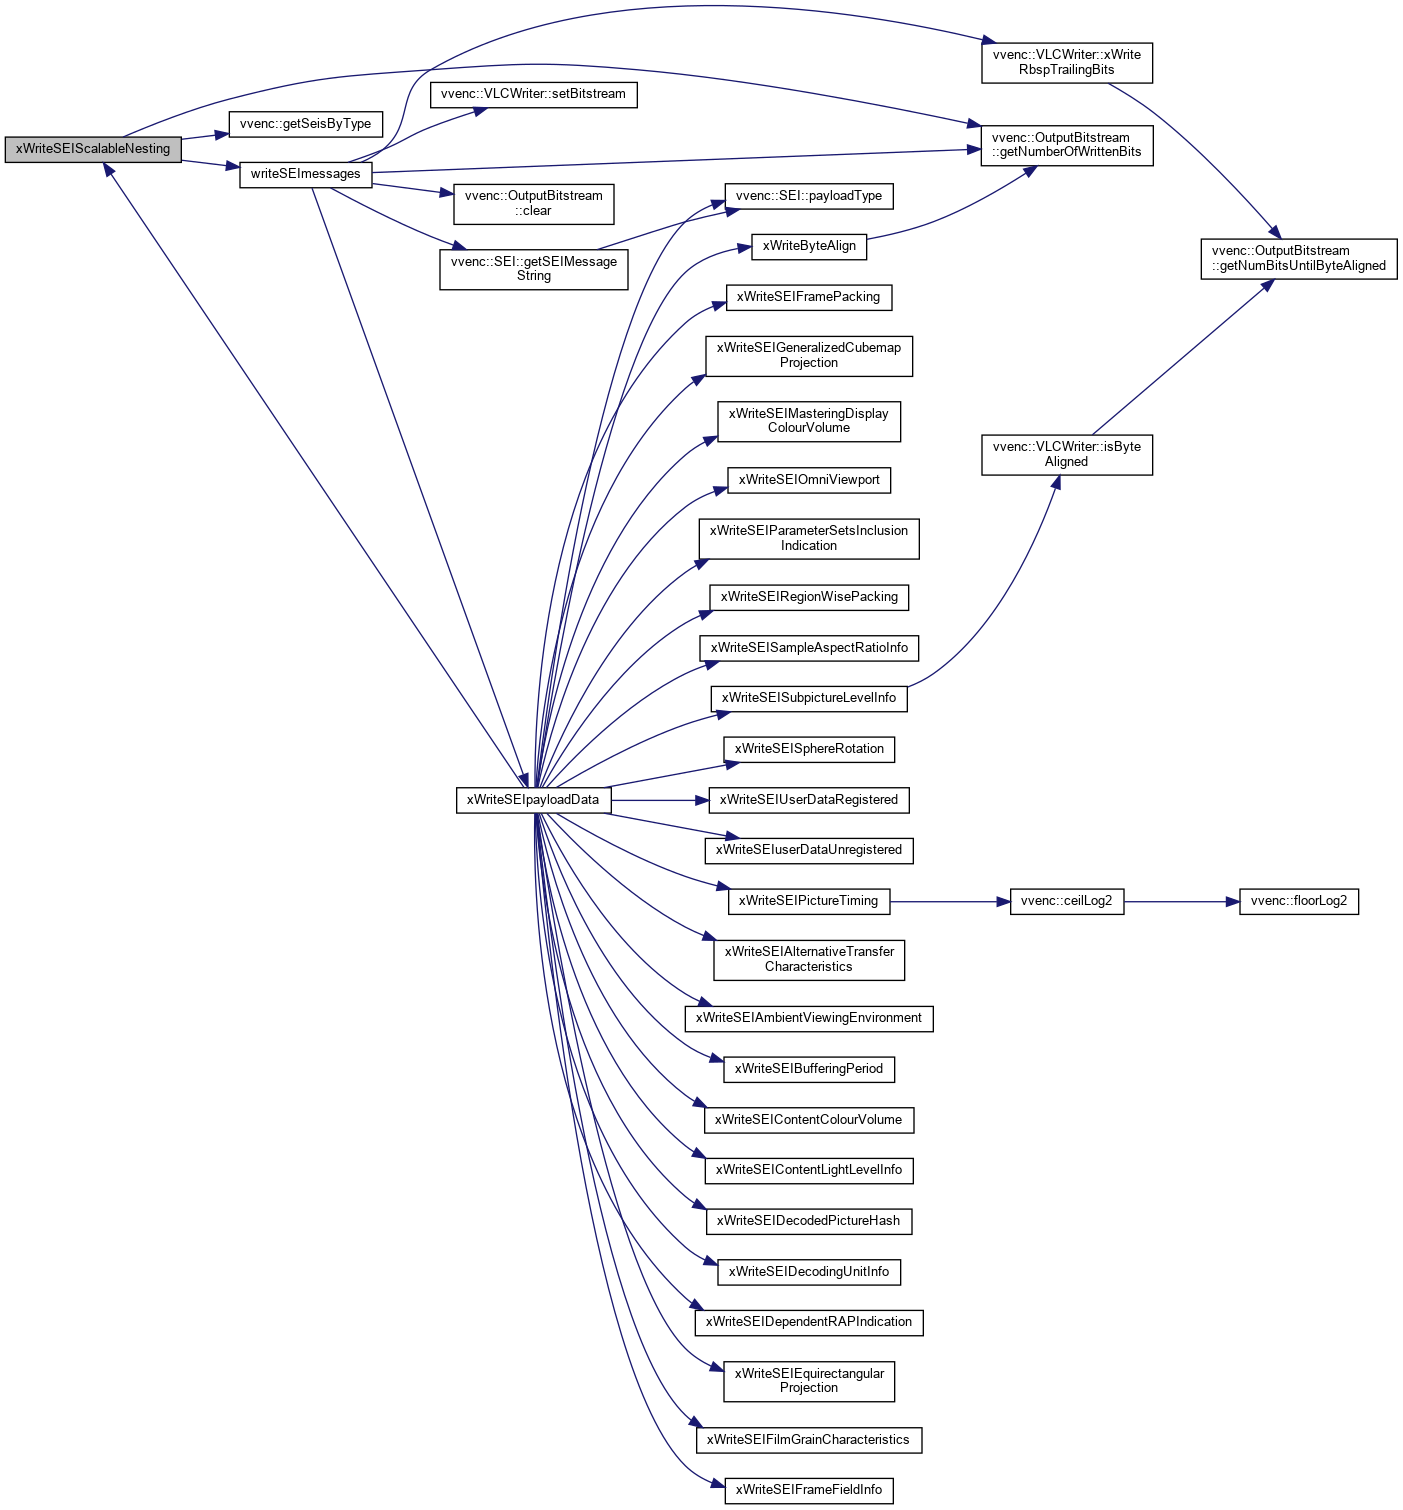 xWriteSEIScalableNesting
vvenc::getSeisByType
writeSEImessages
vvenc::VLCWriter::setBitstream
vvenc::OutputBitstream
::clear
vvenc::SEI::getSEIMessage
String
xWriteSEIpayloadData
vvenc::VLCWriter::xWrite
RbspTrailingBits
vvenc::OutputBitstream
::getNumberOfWrittenBits
vvenc::SEI::payloadType
xWriteByteAlign
xWriteSEIFramePacking
xWriteSEIGeneralizedCubemap
Projection
xWriteSEIMasteringDisplay
ColourVolume
xWriteSEIOmniViewport
xWriteSEIParameterSetsInclusion
Indication
xWriteSEIRegionWisePacking
xWriteSEISampleAspectRatioInfo
xWriteSEISubpictureLevelInfo
xWriteSEISphereRotation
xWriteSEIUserDataRegistered
xWriteSEIuserDataUnregistered
xWriteSEIPictureTiming
xWriteSEIAlternativeTransfer
Characteristics
xWriteSEIAmbientViewingEnvironment
xWriteSEIBufferingPeriod
xWriteSEIContentColourVolume
xWriteSEIContentLightLevelInfo
xWriteSEIDecodedPictureHash
xWriteSEIDecodingUnitInfo
xWriteSEIDependentRAPIndication
xWriteSEIEquirectangular
Projection
xWriteSEIFilmGrainCharacteristics
xWriteSEIFrameFieldInfo
vvenc::OutputBitstream
::getNumBitsUntilByteAligned
vvenc::VLCWriter::isByte
Aligned
vvenc::ceilLog2
vvenc::floorLog2